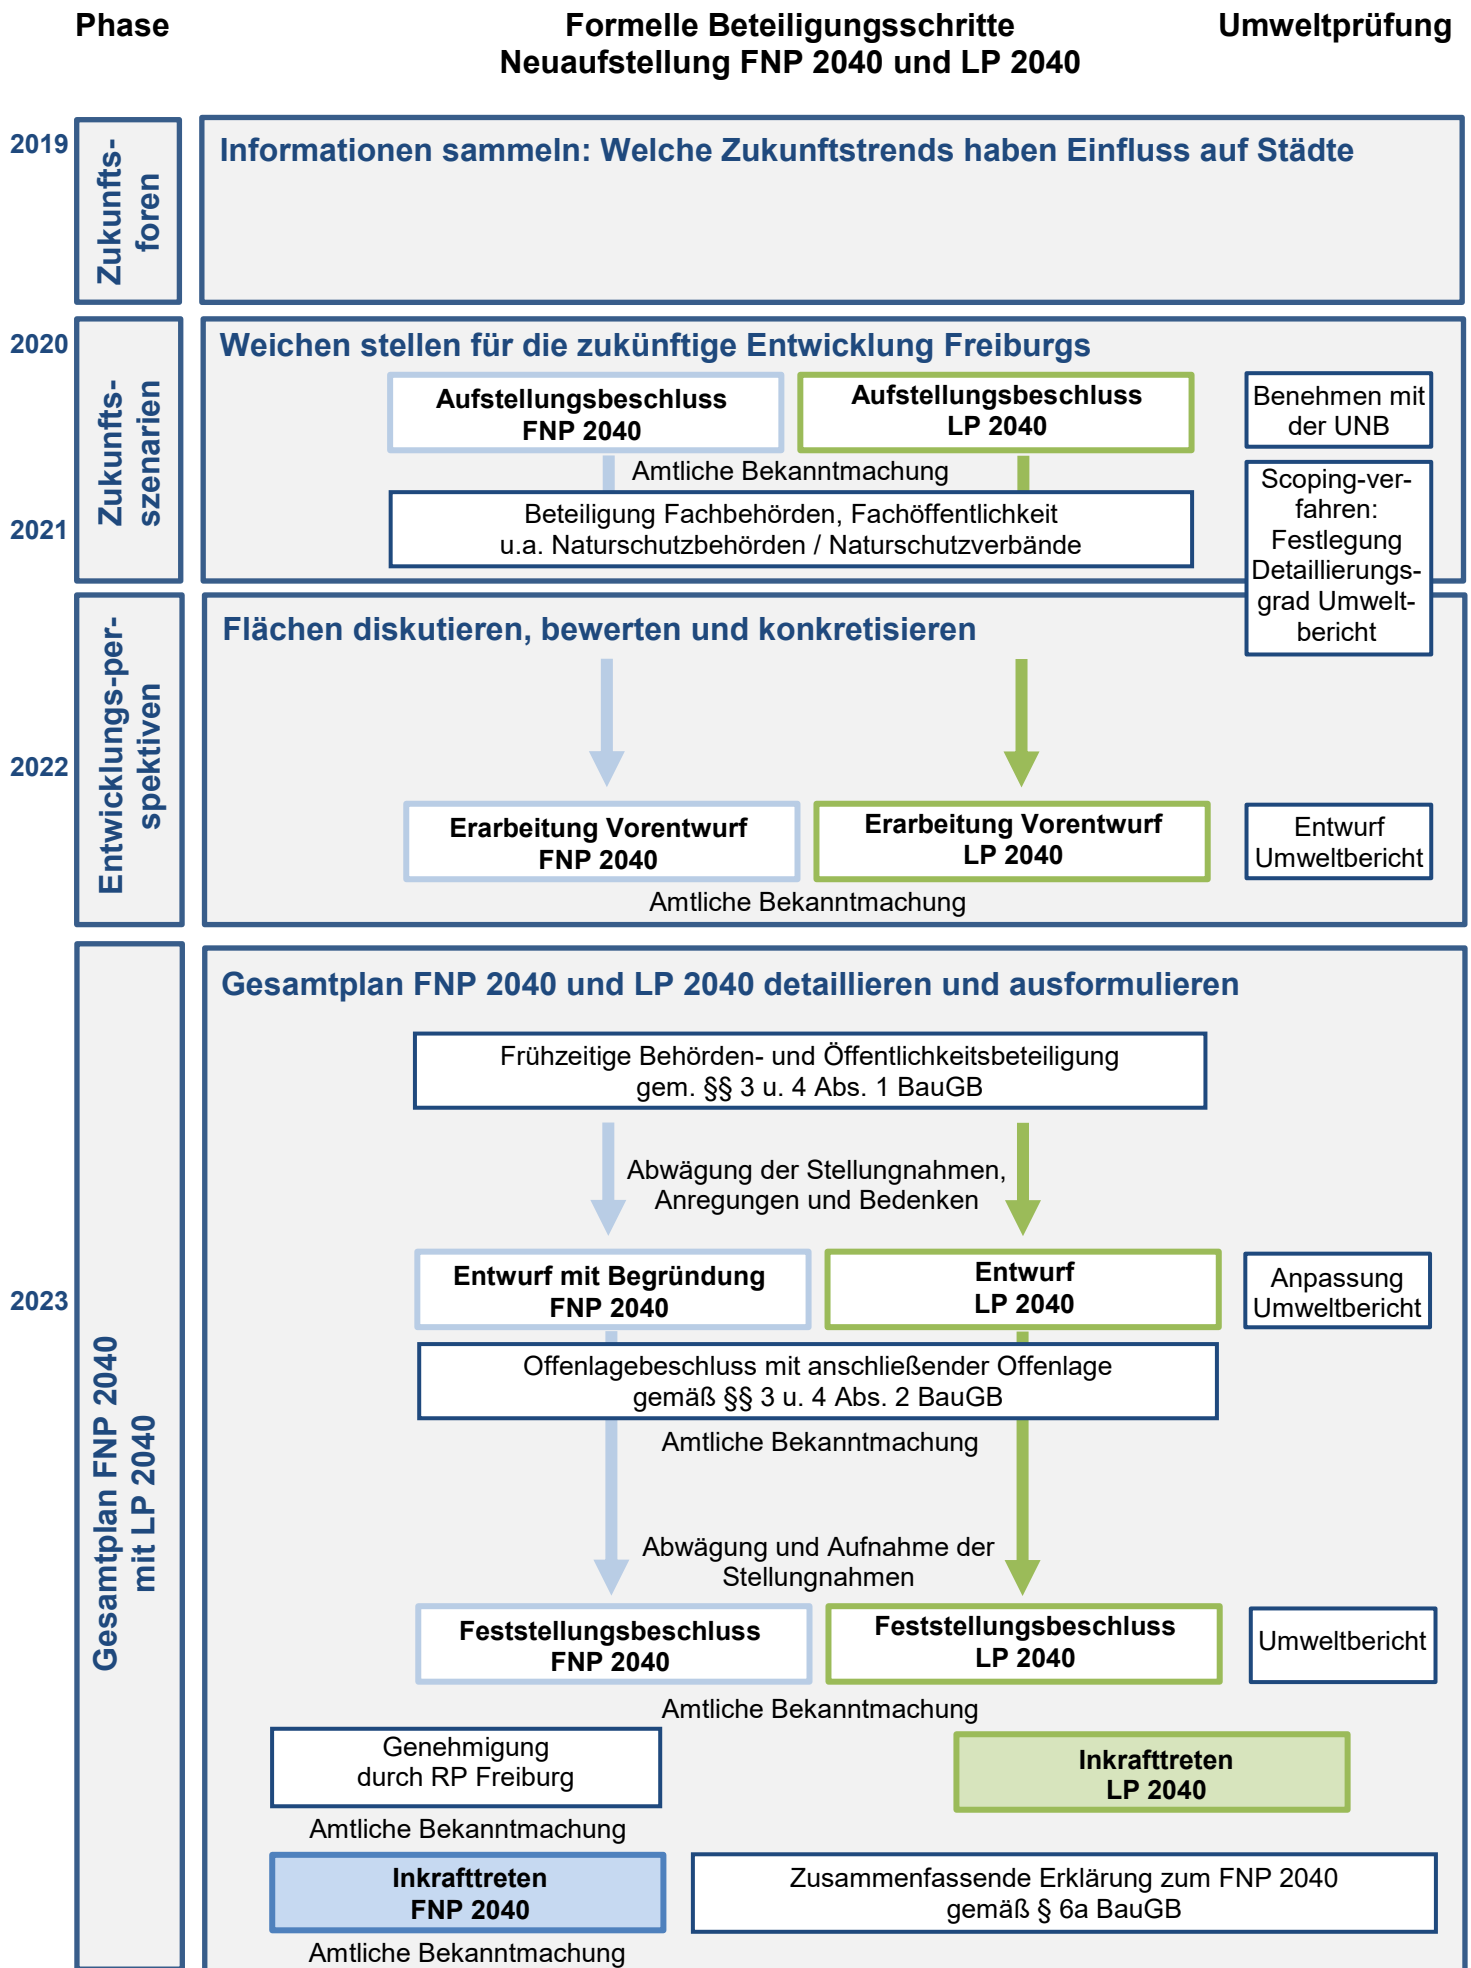 Phase
Formelle Beteiligungsschritte
Neuaufstellung FNP 2040 und LP 2040
Umweltprüfung
2019
Zukunfts-
foren
Informationen sammeln: Welche Zukunftstrends haben Einfluss auf Städte
2020
2021
Zukunfts-
szenarien
Weichen stellen für die zukünftige Entwicklung Freiburgs
Aufstellungsbeschluss
FNP 2040
Aufstellungsbeschluss
LP 2040
Benehmen mit
der UNB
Amtliche Bekanntmachung
Beteiligung Fachbehörden, Fachöffentlichkeit
u.a. Naturschutzbehörden / Naturschutzverbände
Scoping-ver-
fahren:
Festlegung
Detaillierungs-
grad Umwelt-
bericht
2022
Entwicklungs-per-
spektiven
Flächen diskutieren, bewerten und konkretisieren
Erarbeitung Vorentwurf
FNP 2040
Erarbeitung Vorentwurf
LP 2040
Entwurf
Umweltbericht
Amtliche Bekanntmachung
2023
Gesamtplan FNP 2040
mit LP 2040
Gesamtplan FNP 2040 und LP 2040 detaillieren und ausformulieren
Frühzeitige Behörden- und Öffentlichkeitsbeteiligung
gem. §§ 3 u. 4 Abs. 1 BauGB
Abwägung der Stellungnahmen,
Anregungen und Bedenken
Entwurf mit Begründung
FNP 2040
Entwurf
LP 2040
Anpassung
Umweltbericht
Offenlagebeschluss mit anschließender Offenlage
gemäß §§ 3 u. 4 Abs. 2 BauGB
Amtliche Bekanntmachung
Abwägung und Aufnahme der
Stellungnahmen
Feststellungsbeschluss
FNP 2040
Feststellungsbeschluss
LP 2040
Umweltbericht
Amtliche Bekanntmachung
Genehmigung
durch RP Freiburg
Inkrafttreten
LP 2040
Amtliche Bekanntmachung
Inkrafttreten
FNP 2040
Zusammenfassende Erklärung zum FNP 2040
gemäß § 6a BauGB
Amtliche Bekanntmachung